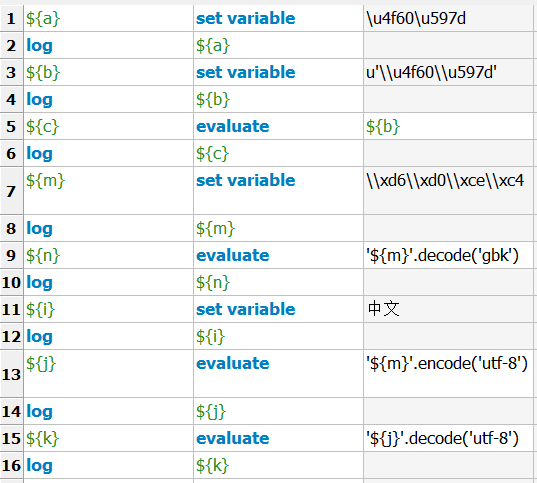 1 ${a} set variable \u4f60\u597d
2 log ${a}
3 ${b} set variable u'\\u4f60\\u597d'
4 log ${b}
5 ${c} evaluate ${b}
6 log ${c}
7 ${m} set variable \\xd6\\xd0\\xce\\xc4
8 log ${m}
9 ${n} evaluate '${m}'.decode('gbk')
10 log ${n}
11 ${i} set variable 中文
12 log ${i}
13 ${j} evaluate '${m}'.encode('utf-8')
14 log ${j}
15 ${k} evaluate '${j}'.decode('utf-8')
16 log ${k}